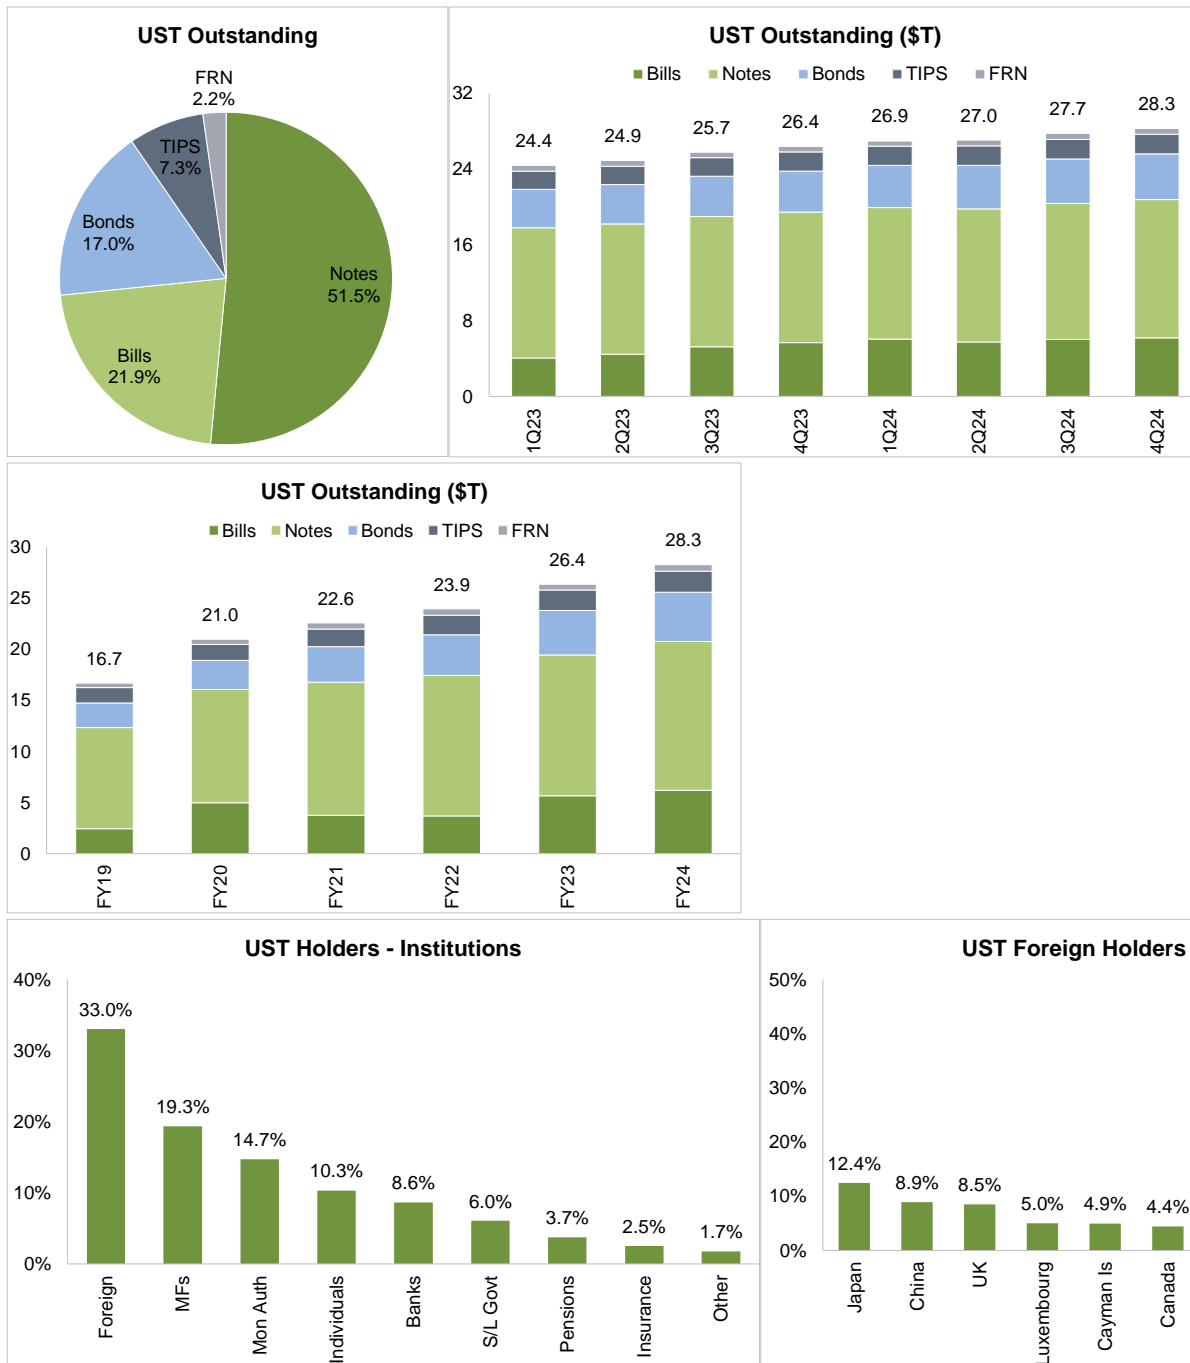 UST Outstanding
FRN
2.2%
TIPS
7.3%
Bonds
17.0%
Notes
51.5%
Bills
21.9%
UST Outstanding ($T)
Bills Notes Bonds TIPS FRN
32
24
16
8
0
24.4 24.9 25.7 26.4 26.9 27.0 27.7 28.3
1Q23 2Q23 3Q23 4Q23 1Q24 2Q24 3Q24 4Q24
UST Outstanding ($T)
Bills Notes Bonds TIPS FRN
30
25
20
15
10
5
0
16.7 21.0 22.6 23.9 26.4 28.3
FY19 FY20 FY21 FY22 FY23 FY24
UST Holders - Institutions
40%
30%
20%
10%
0%
33.0% 19.3% 14.7% 10.3% 8.6% 6.0% 3.7% 2.5% 1.7%
Foreign MFs Mon Auth Individuals Banks S/L Govt Pensions Insurance Other
UST Foreign Holders
50%
40%
30%
20%
10%
0%
12.4% 8.9% 8.5% 5.0% 4.9% 4.4%
Japan China UK Luxembourg Cayman Is Canada